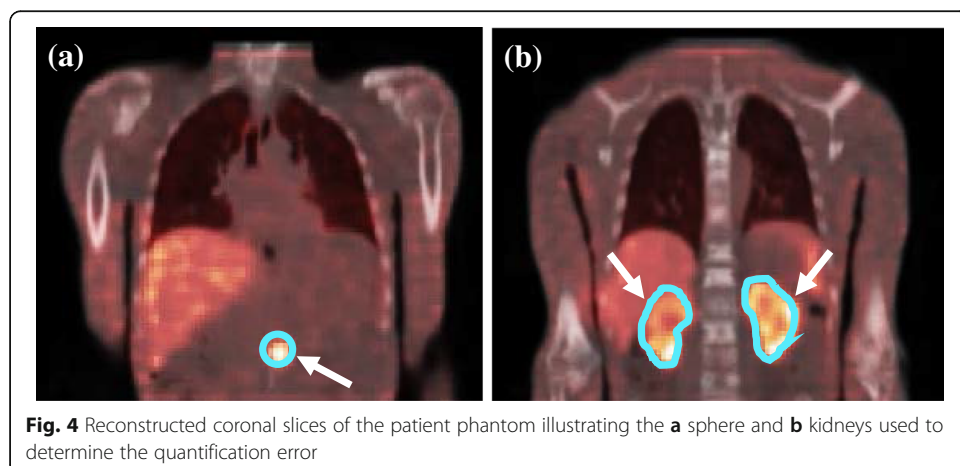 (a)
(b)
Fig. 4 Reconstructed coronal slices of the patient phantom illustrating the a sphere and b kidneys used to
determine the quantification error